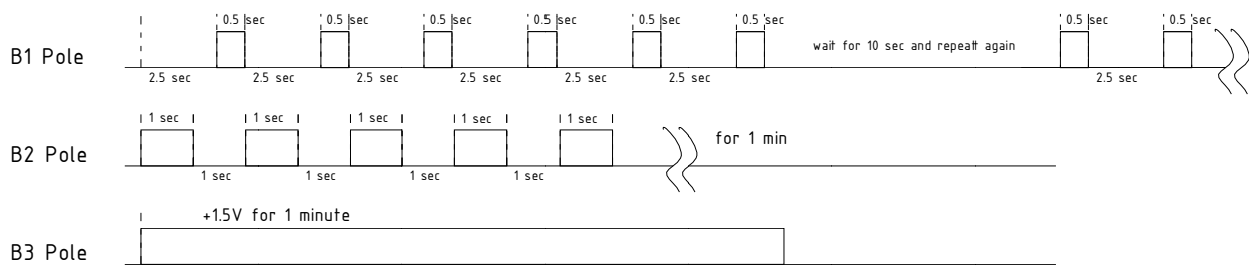 0.5 sec 0.5 sec 0.5 sec 0.5 sec 0.5 sec 0.5 sec 0.5 sec 0.5 sec
B1 Pole wait for 10 sec and repeatt again
2.5 sec 2.5 sec 2.5 sec 2.5 sec 2.5 sec 2.5 sec 2.5 sec
1 sec 1 sec 1 sec 1 sec 1 sec
for 1 min
B2 Pole
1 sec 1 sec 1 sec 1 sec
+1.5V for 1 minute
B3 Pole